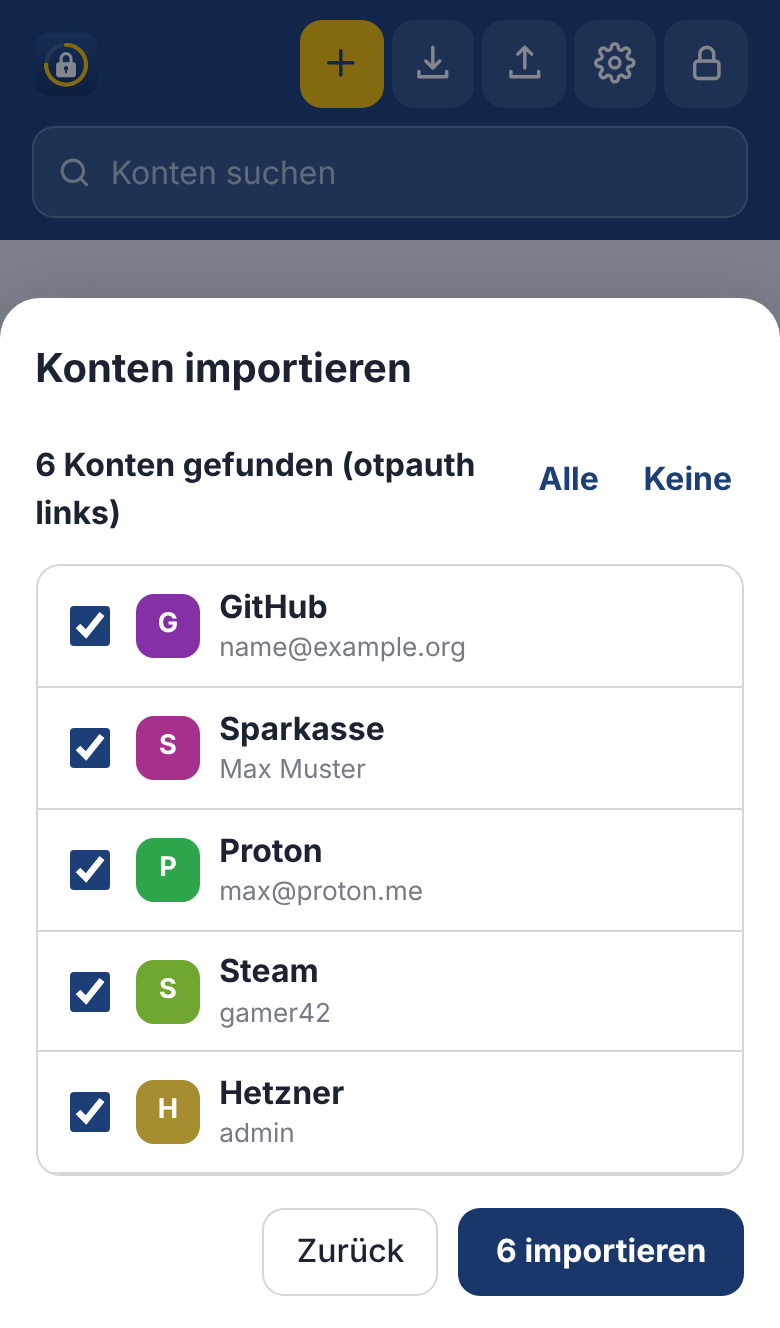 Konten suchen
Konten importieren
6 Konten gefunden (otpauth
links)
Alle
Keine
G
GitHub
name@example.org
S
Sparkasse
Max Muster
P
Proton
max@proton.me
S
Steam
gamer42
H
Hetzner
admin
Zurück
6 importieren